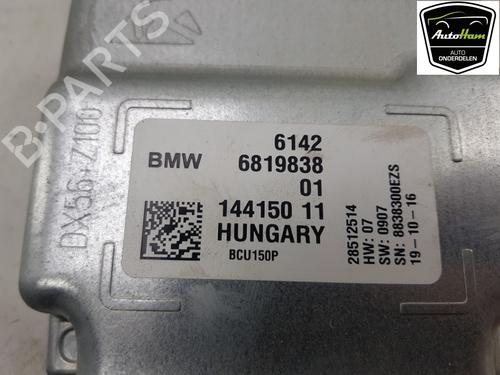 AutoHam
AUTO
ONDERDELEN
B-PARTS
DX56+Z100
6142
BMW 6819838
01
144150 11
HUNGARY
BCU150P
28512514
HW: 07
SW: 0907
SN: 8838300EZS
19-10-16